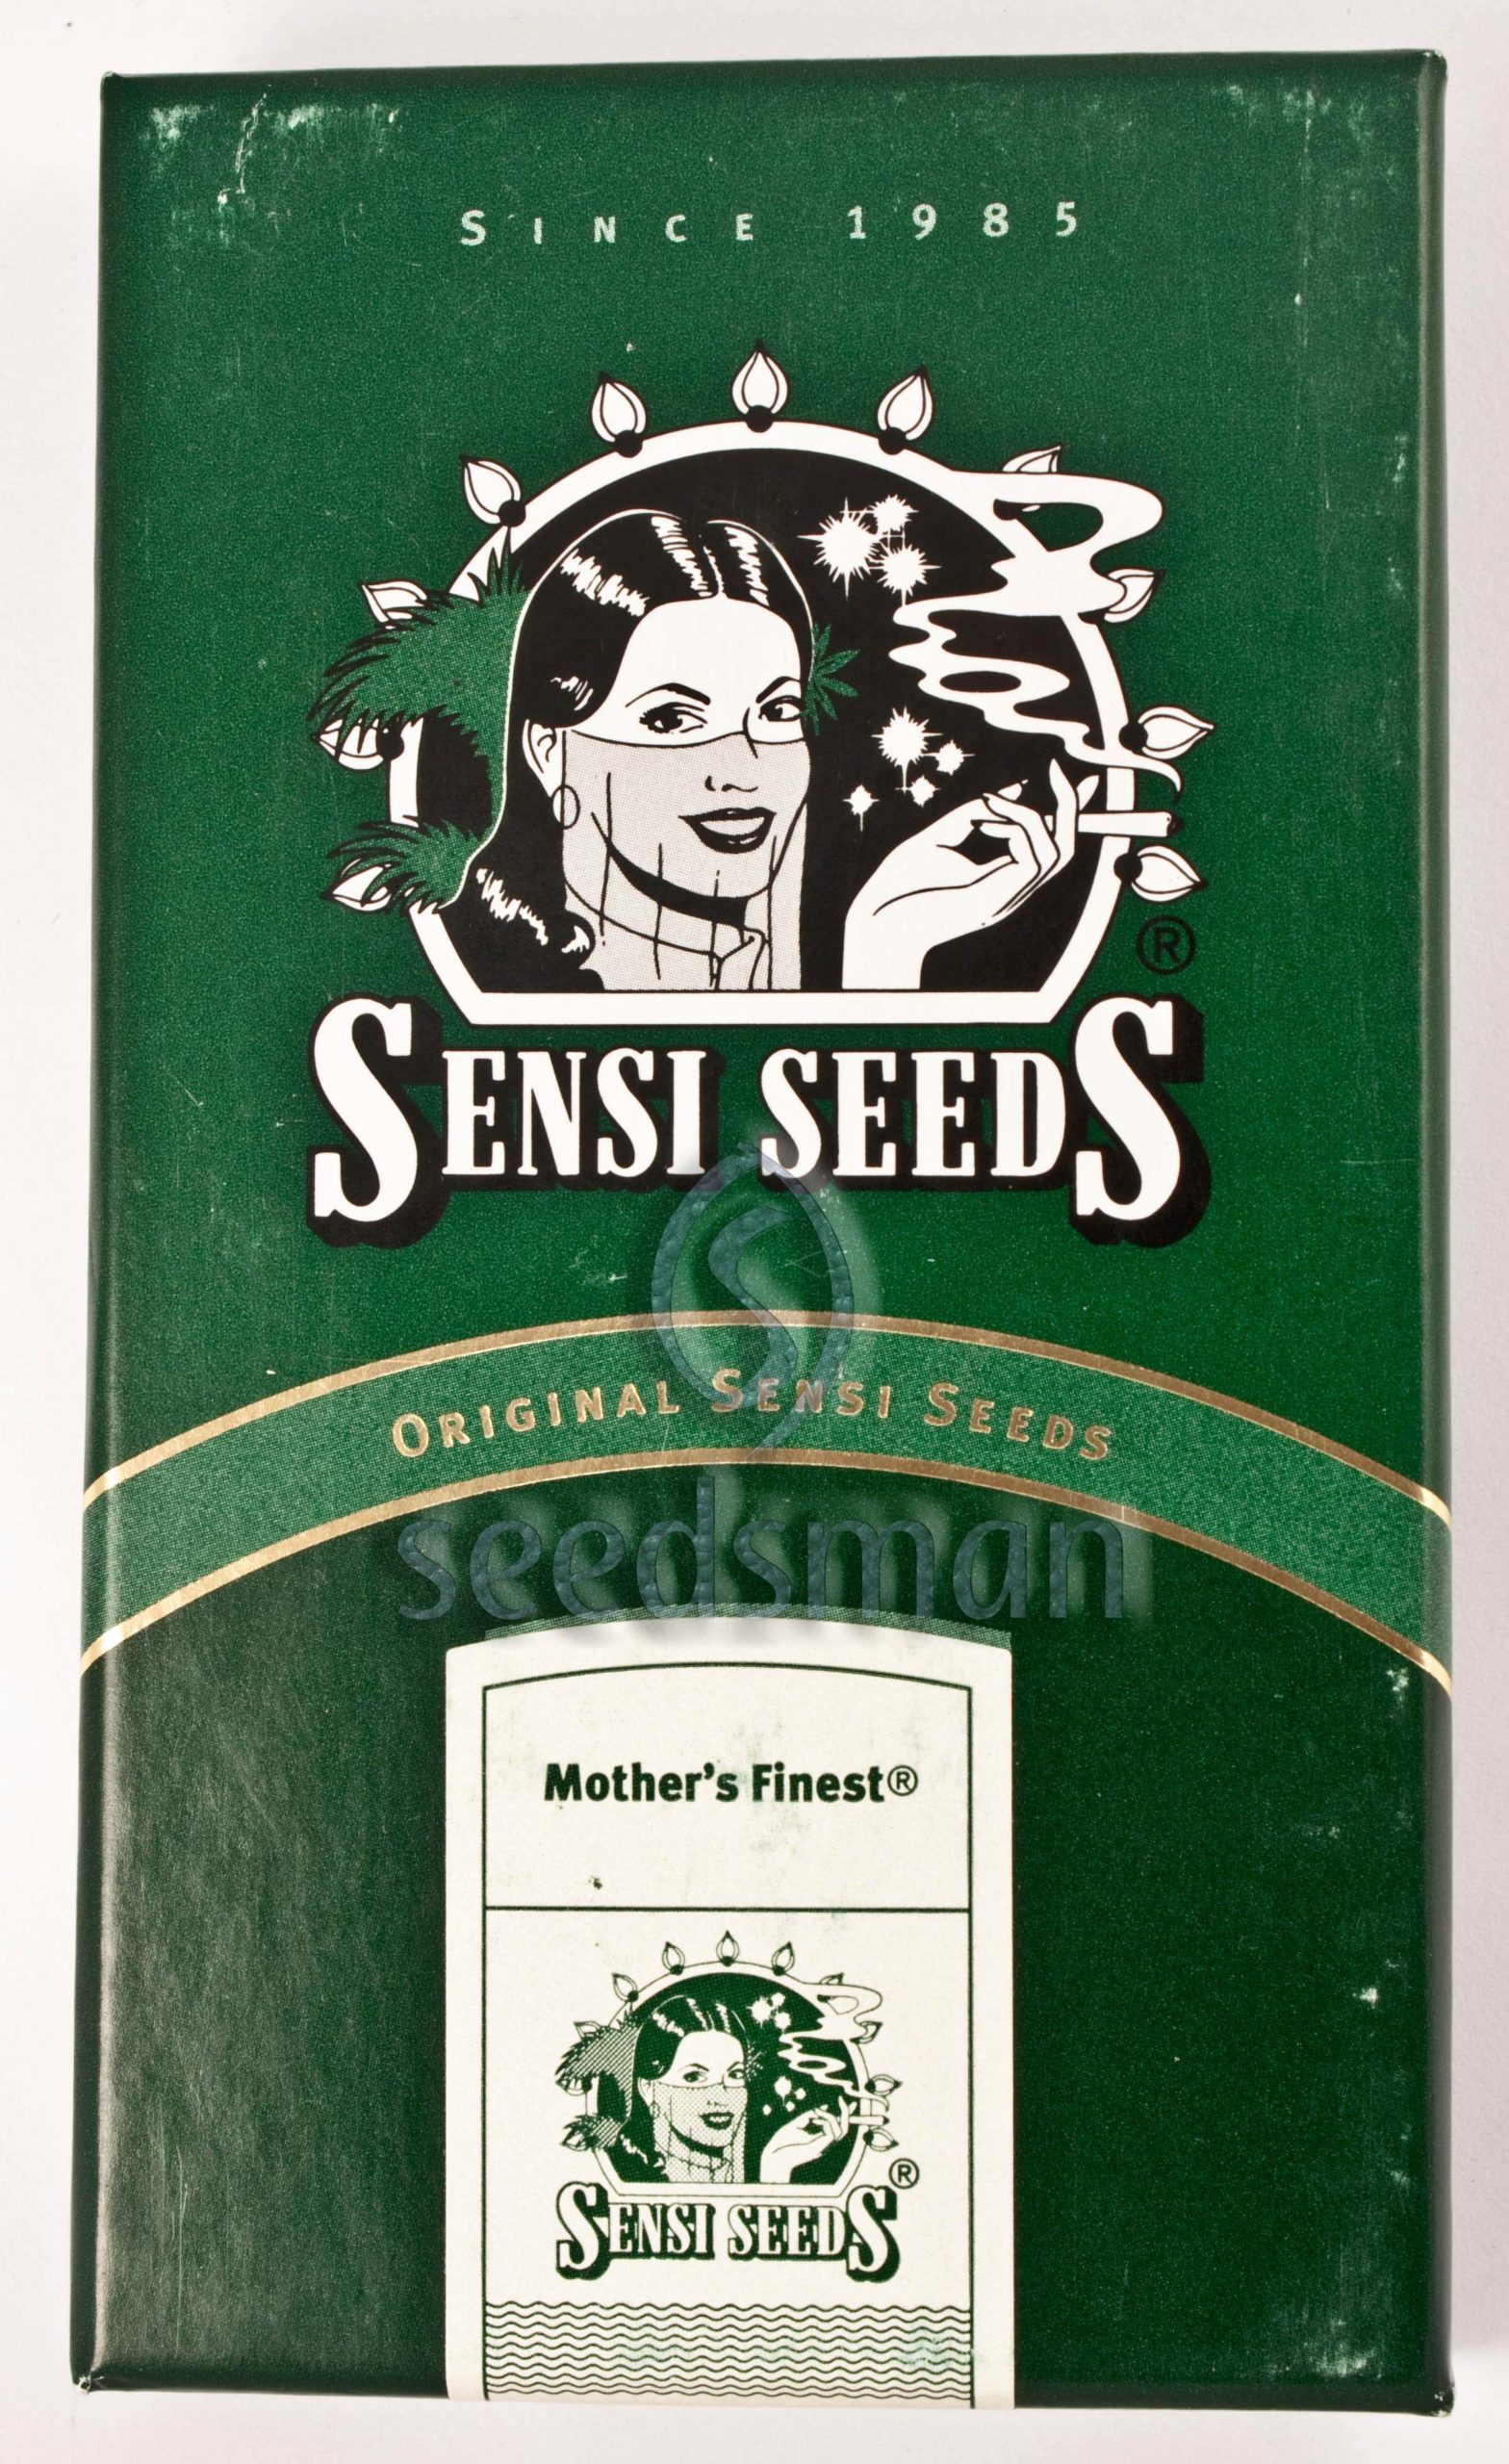 SINCE 1985
®
SENSI SEEDS
ORIGINAL SENSI SEEDS
seedsman
Mother's Finest®
®
SENSI SEEDS